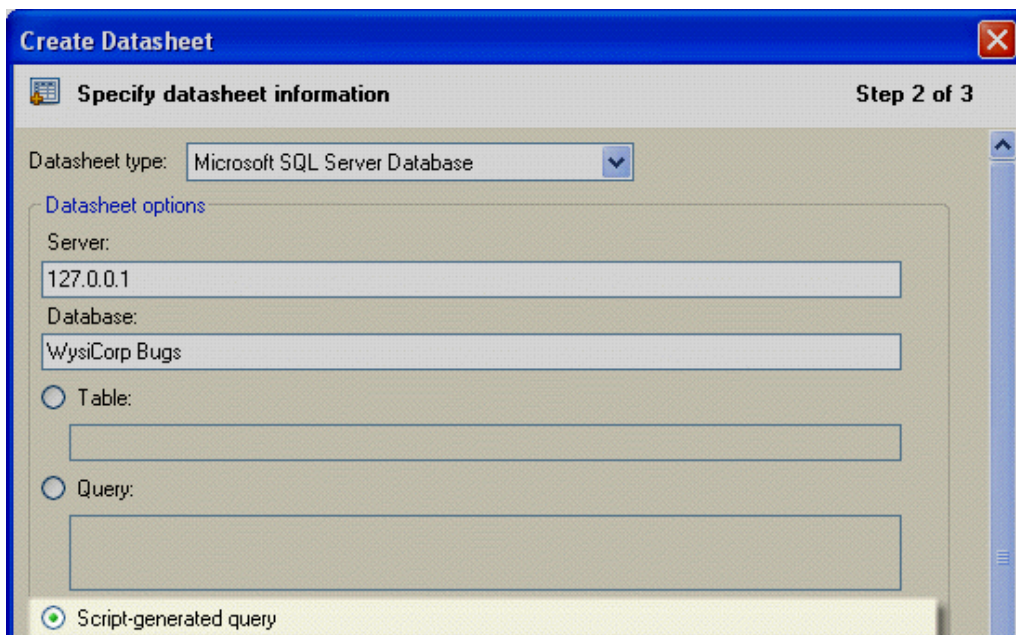 Create Datasheet
Specify datasheet information Step 2 of 3
Datasheet type: Microsoft SQL Server Database
Datasheet options
Server:
127.0.0.1
Database:
WysiCorp Bugs
Table:
Query:
Script-generated query